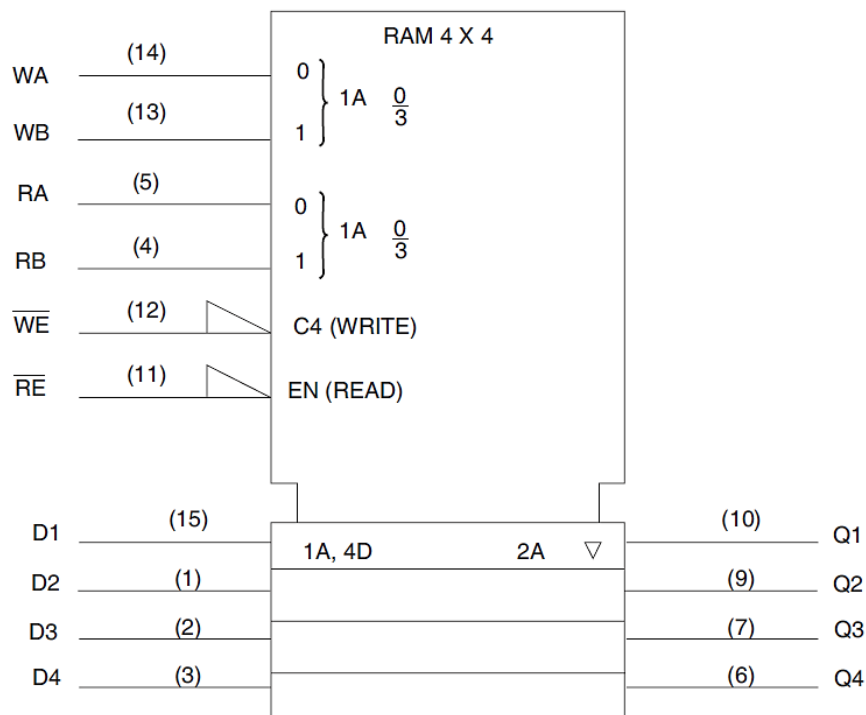 RAM 4 X 4
WA (14) 0
1A 0/3
WB (13) 1
RA (5) 0
1A 0/3
RB (4) 1
W̅E̅ (12) C4 (WRITE)
R̅E̅ (11) EN (READ)
D1 (15) 1A, 4D 2A ▽ (10) Q1
D2 (1) (9) Q2
D3 (2) (7) Q3
D4 (3) (6) Q4